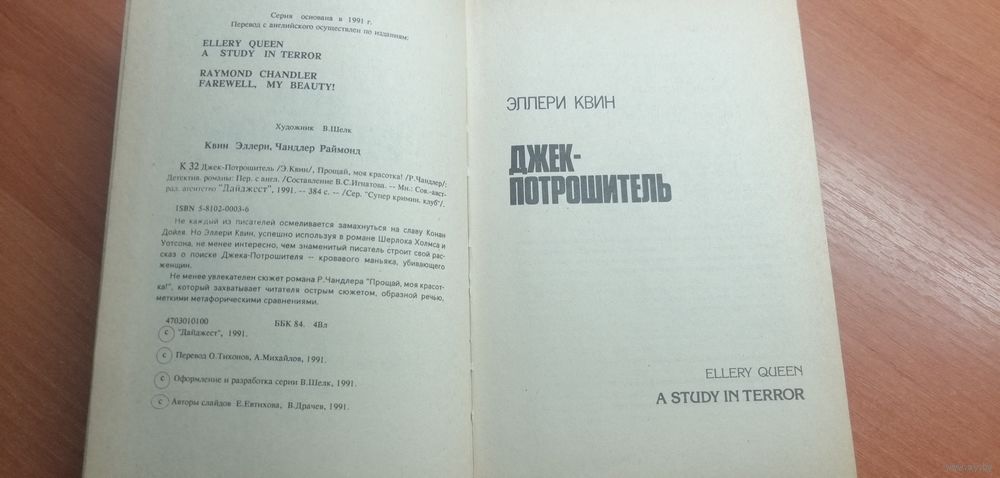 Серия основана в 1991 г.
Перевод с английского осуществлен по изданиям:
ELLERY QUEEN
A STUDY IN TERROR
RAYMOND CHANDLER
FAREWELL, MY BEAUTY!
Художник В.Шелк
Квин Эллери, Чандлер Раймонд
К 32 Джек-Потрошитель /Э.Квин/, Прощай, моя красотка! /Р.Чандлер/:
Детектив. романы: Пер. с англ. /Составление В.С.Игнатова. -- Мн.: Сов.-авст-
рал. агентство "Дайджест", 1991. -- 384 с. -- /Сер. "Супер кримин. клуб"/.
ISBN 5-8102-0003-6
Не каждый из писателей осмеливается замахнуться на славу Конан
Дойля. Но Эллери Квин, успешно используя в романе Шерлока Холмса и
Уотсона, не менее интересно, чем знаменитый писатель строит свой рас-
сказ о поиске Джека-Потрошителя -- кровавого маньяка, убивающего
женщин.
Не менее увлекателен сюжет романа Р.Чандлера "Прощай, моя красот-
ка!", который захватывает читателя острым сюжетом, образной речью,
меткими метафорическими сравнениями.
4703010100 ББК 84. 4Вл
с "Дайджест", 1991.
с Перевод О.Тихонов, А.Михайлов, 1991.
с Оформление и разработка серии В.Шелк, 1991.
с Авторы слайдов Е.Евтихова, В.Драчев, 1991.
ЭЛЛЕРИ КВИН
ДЖЕК-
ПОТРОШИТЕЛЬ
ELLERY QUEEN
A STUDY IN TERROR